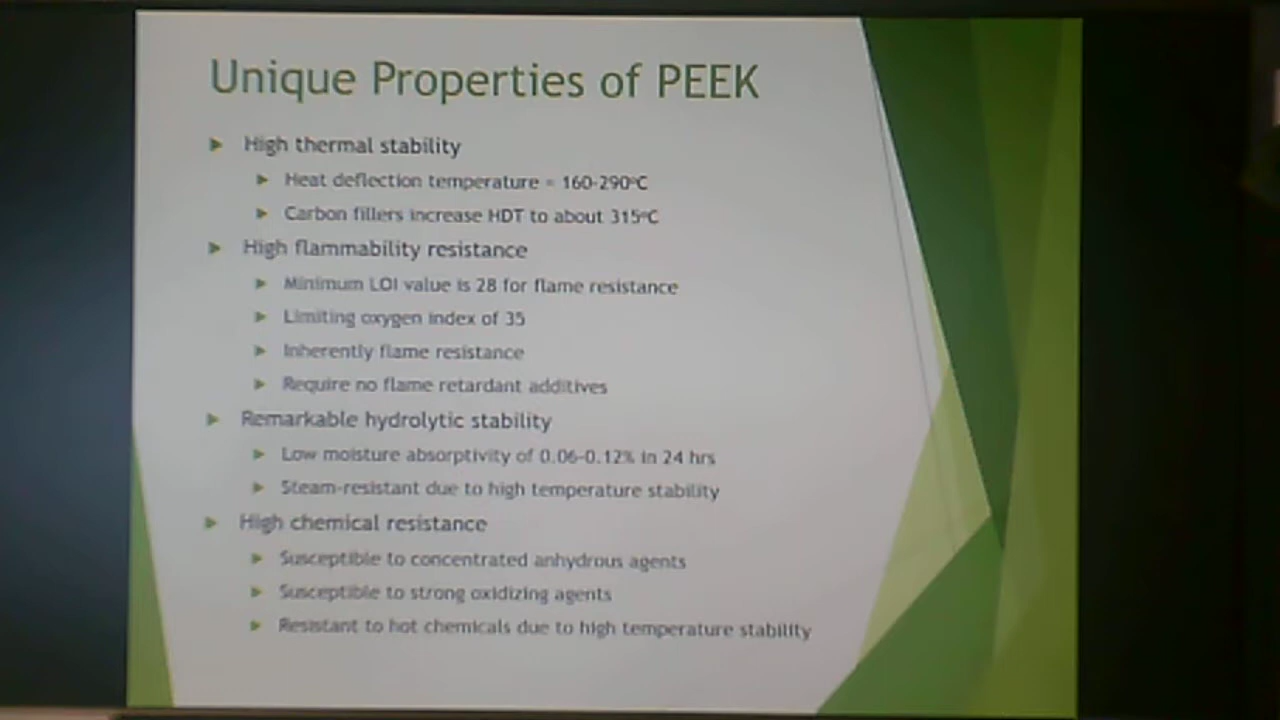 Unique Properties of PEEK
High thermal stability
Heat deflection temperature = 160-290°C
Carbon fillers increase HDT to about 315°C
High flammability resistance
Minimum LOI value is 28 for flame resistance
Limiting oxygen index of 35
Inherently flame resistance
Require no flame retardant additives
Remarkable hydrolytic stability
Low moisture absorptivity of 0.06-0.12% in 24 hrs
Steam-resistant due to high temperature stability
High chemical resistance
Susceptible to concentrated anhydrous agents
Susceptible to strong oxidizing agents
Resistant to hot chemicals due to high temperature stability